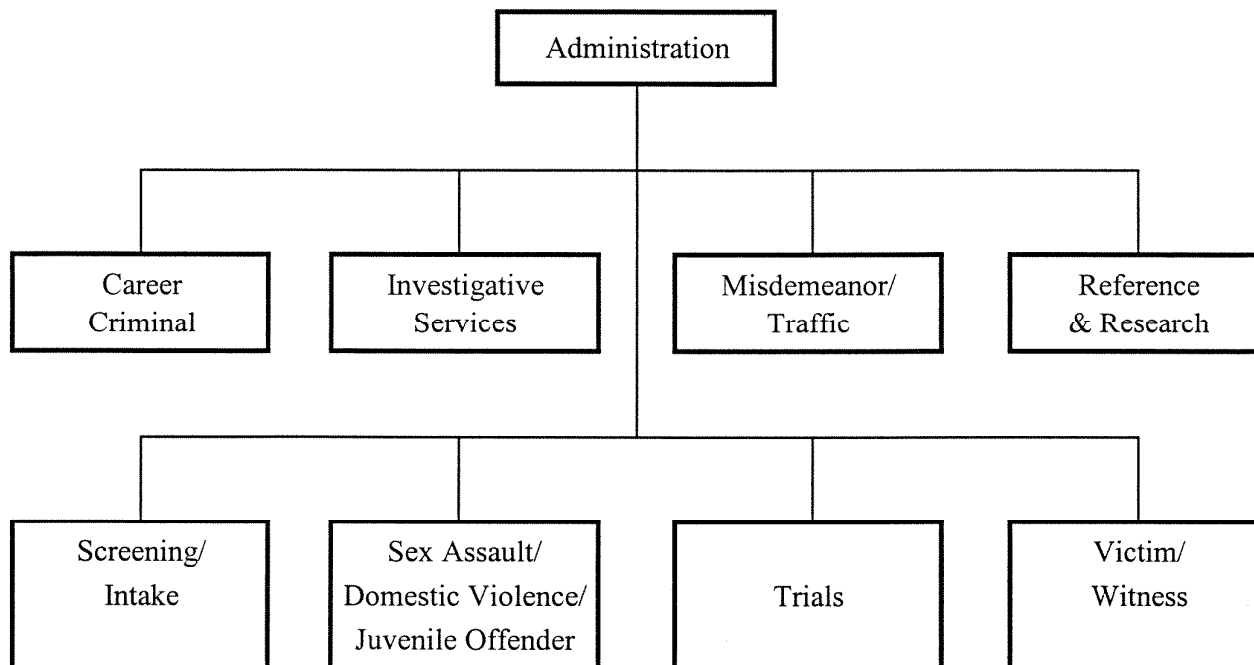 Administration
Career
Criminal
Investigative
Services
Misdemeanor/
Traffic
Reference
& Research
Screening/
Intake
Sex Assault/
Domestic Violence/
Juvenile Offender
Trials
Victim/
Witness